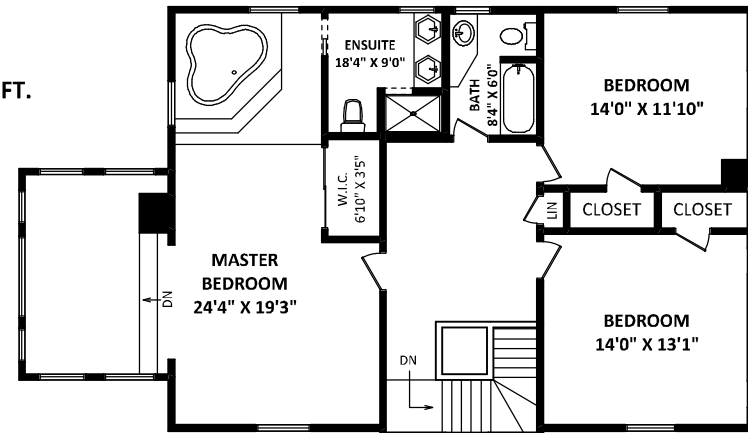 FT.
ENSUITE
18'4" X 9'0"
BATH
8'4" X 6'0"
BEDROOM
14'0" X 11'10"
W.I.C.
6'10" X 3'5"
LIN
CLOSET
CLOSET
MASTER
BEDROOM
24'4" X 19'3"
DN
BEDROOM
14'0" X 13'1"
DN